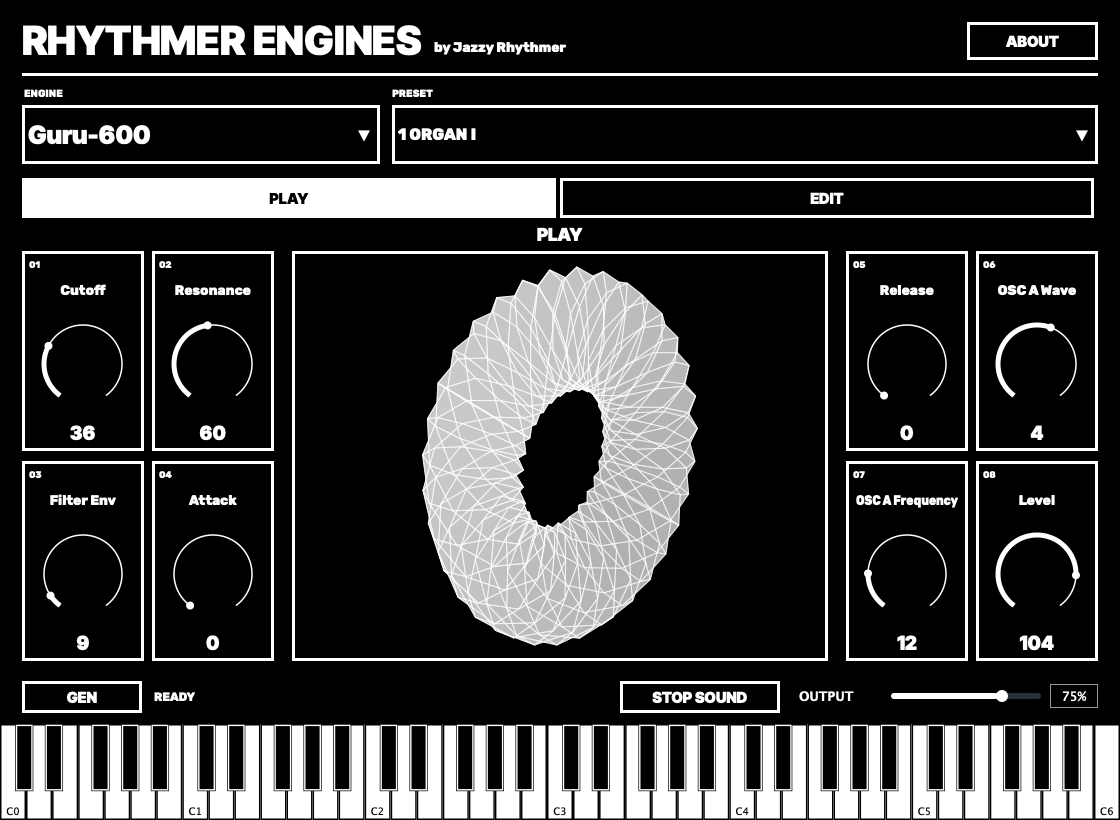 RHYTHMER ENGINES by Jazzy Rhythmer
ABOUT
ENGINE
PRESET
Guru-600 ▼
1 ORGAN I ▼
PLAY
EDIT
PLAY
01
Cutoff
36
02
Resonance
60
03
Filter Env
9
04
Attack
0
05
Release
0
06
OSC A Wave
4
07
OSC A Frequency
12
08
Level
104
GEN
READY
STOP SOUND
OUTPUT
75%
C0 C1 C2 C3 C4 C5 C6